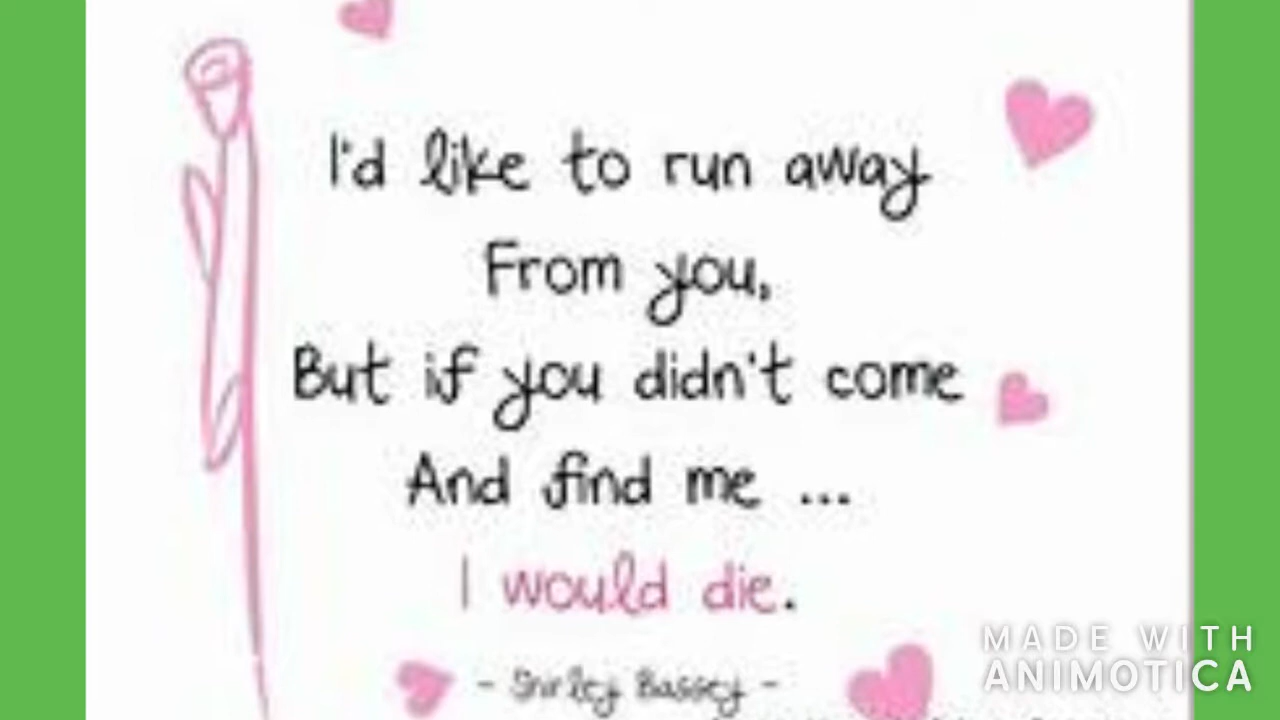 I'd like to run away
From you,
But if you didn't come
And find me ...
I would die.
- Shirley Bassey -
MADE WITH
ANIMOTICA